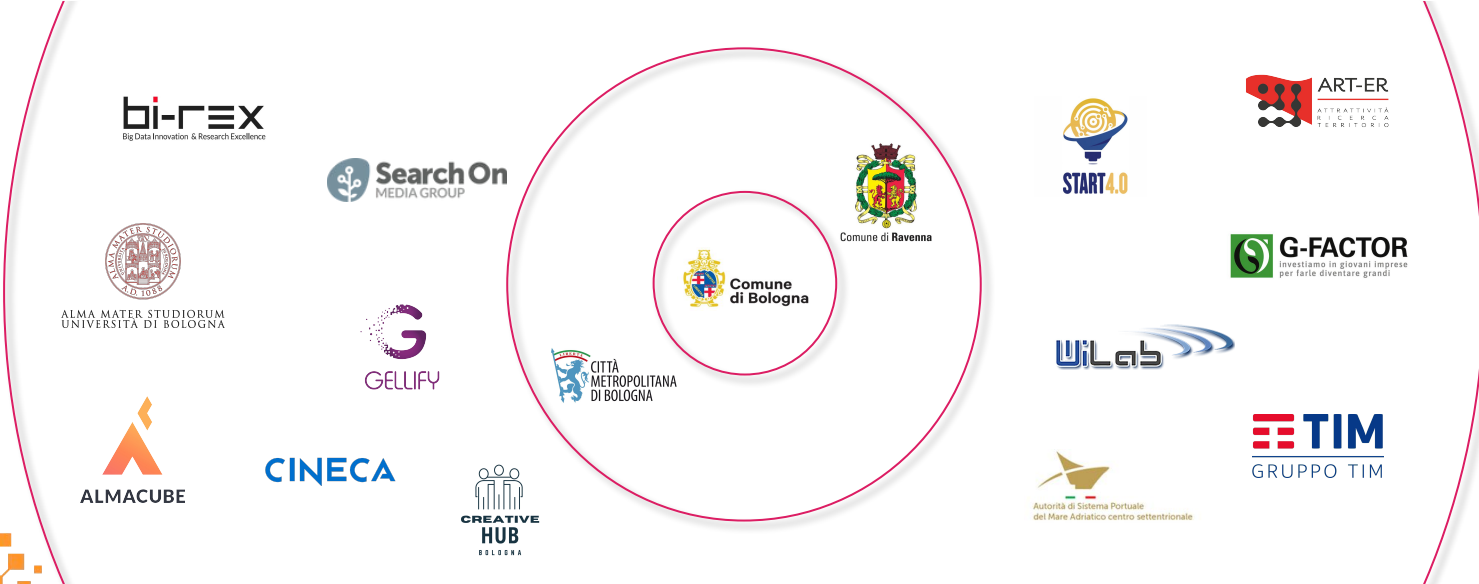 bi-rex
Big Data Innovation & Research Excellence
Search On
MEDIA GROUP
ALMA MATER STUDIORUM
A.D. 1088
ALMA MATER STUDIORUM
UNIVERSITÀ DI BOLOGNA
GELLIFY
ALMACUBE
CINECA
CREATIVE
HUB
BOLOGNA
Comune di Ravenna
Comune
di Bologna
CITTÀ
METROPOLITANA
DI BOLOGNA
START4.0
ART-ER
ATTRATTIVITÀ
RICERCA
TERRITORIO
G-FACTOR
investiamo in giovani imprese
per farle diventare grandi
WiLab
TIM
GRUPPO TIM
Autorità di Sistema Portuale
del Mare Adriatico centro settentrionale